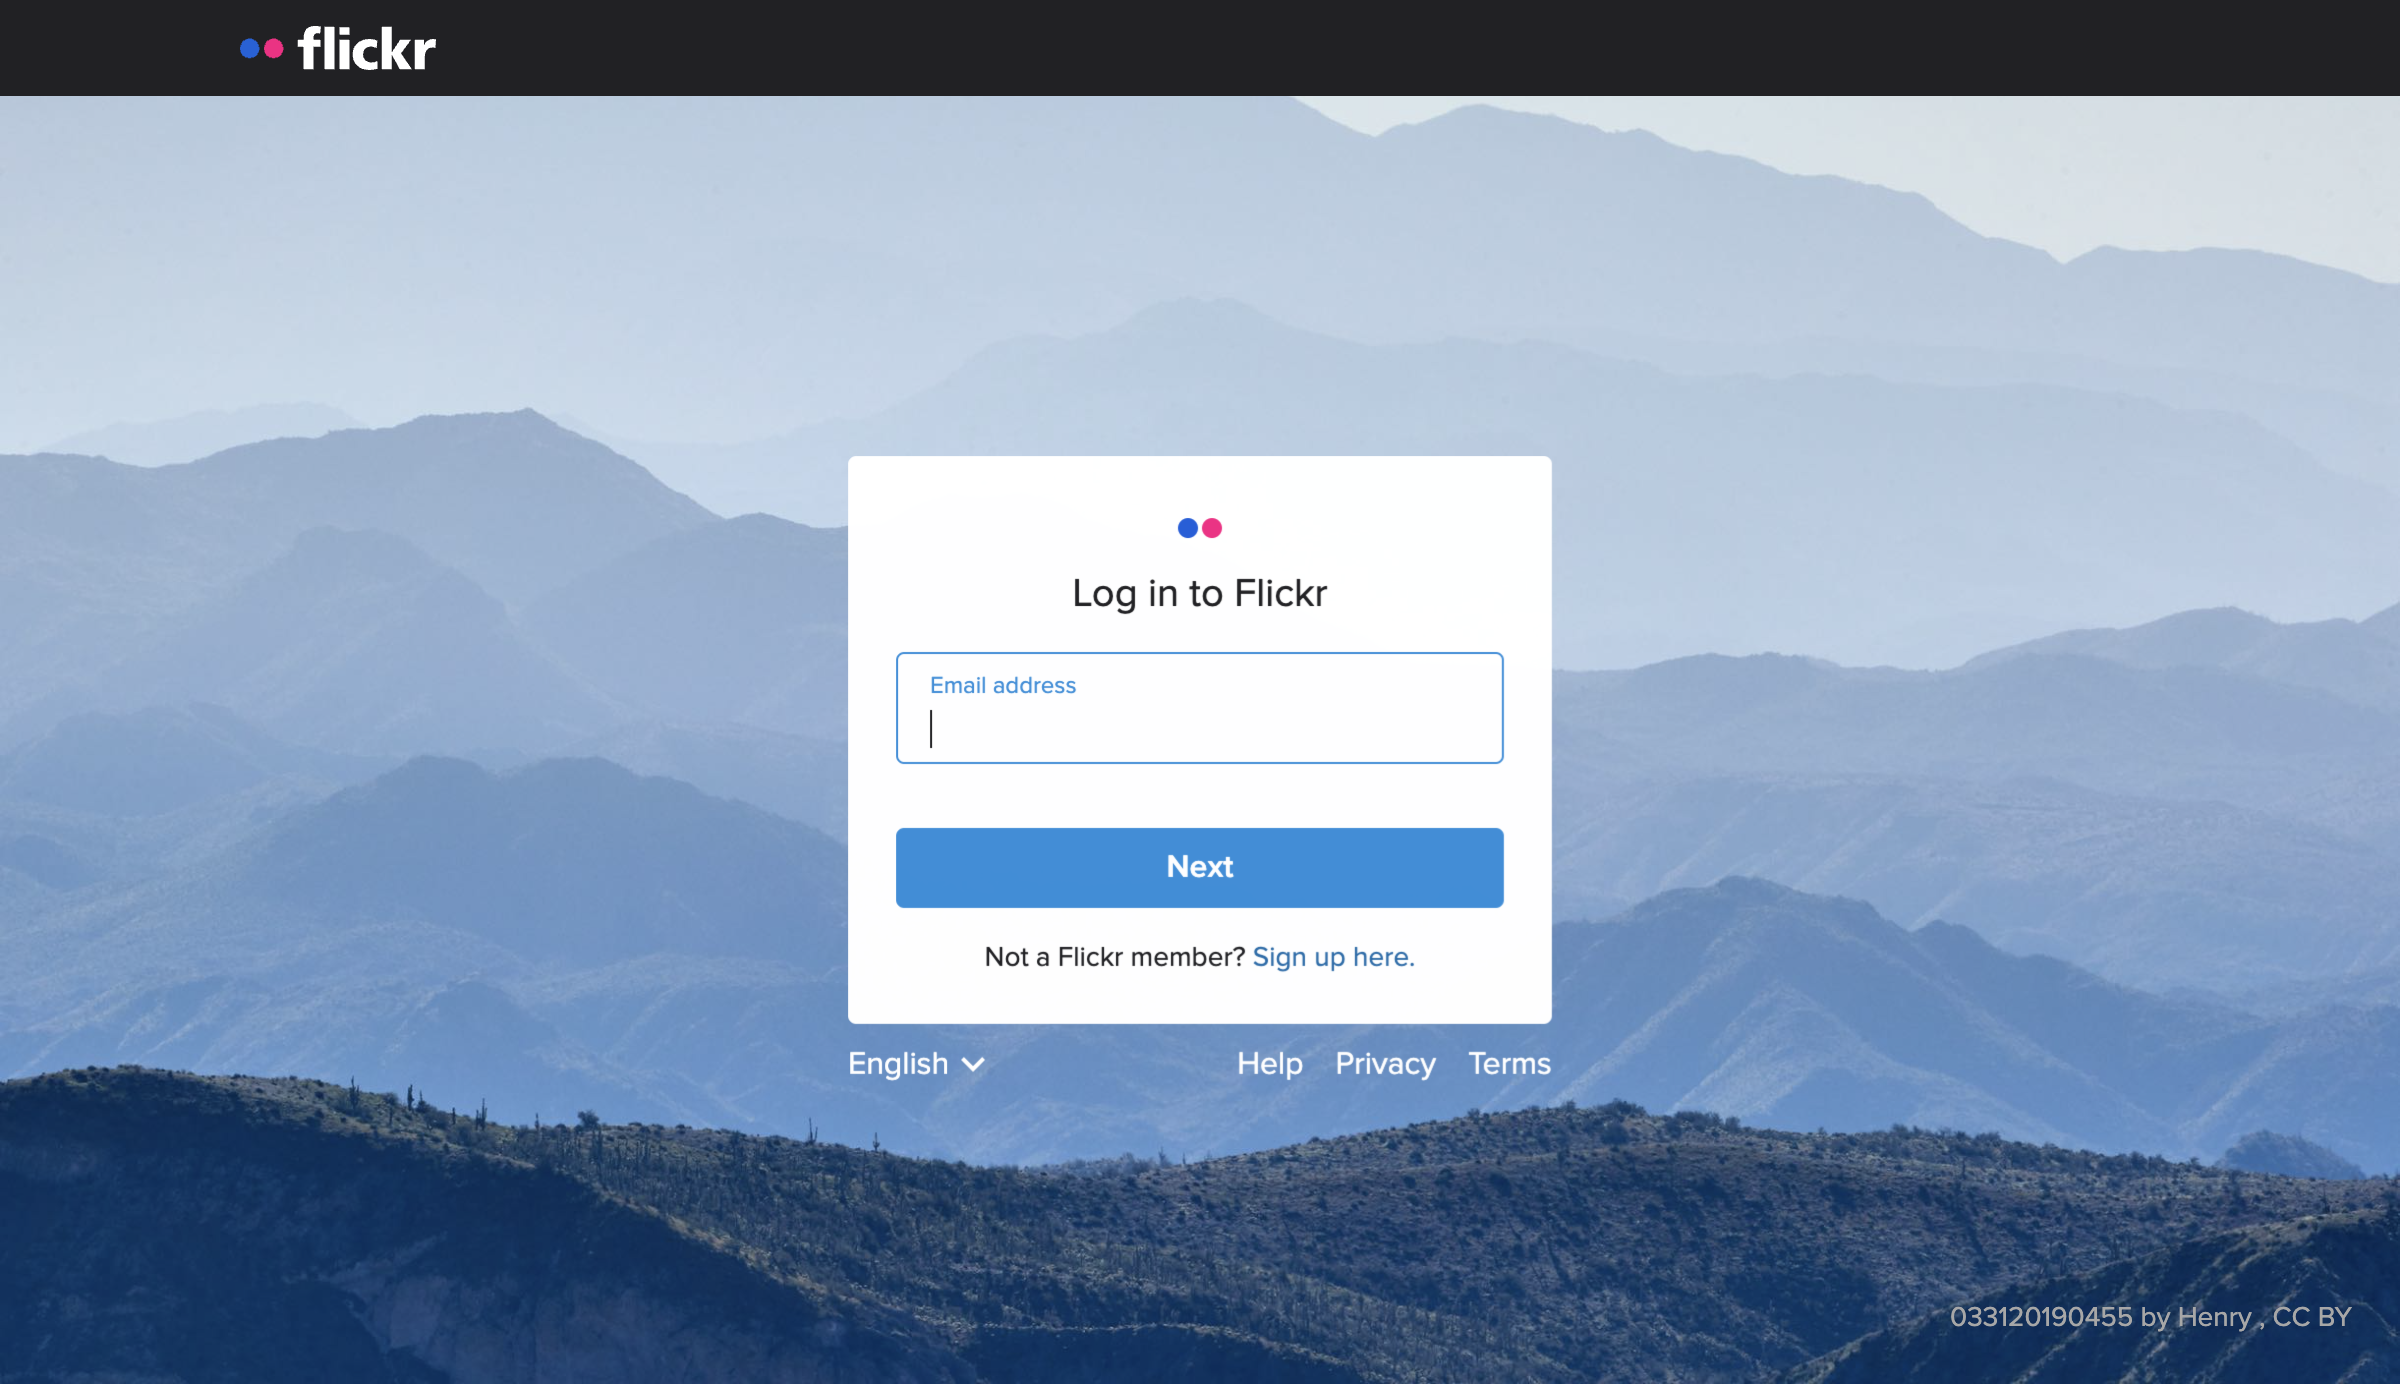 flickr
Log in to Flickr
Email address
Next
Not a Flickr member? Sign up here.
English
Help Privacy Terms
033120190455 by Henry , CC BY